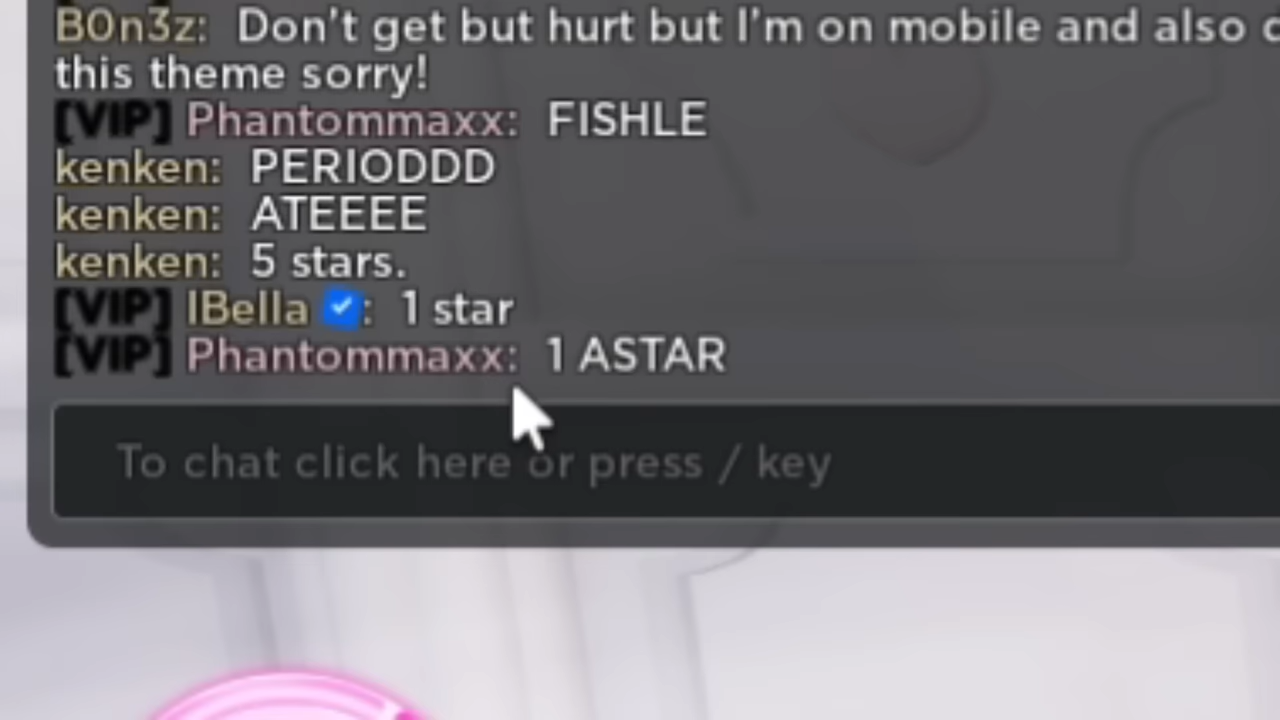 B0n3z: Don't get but hurt but I'm on mobile and also
this theme sorry!
[VIP] Phantommaxx: FISHLE
kenken: PERIODDD
kenken: ATEEEE
kenken: 5 stars.
[VIP] IBella: 1 star
[VIP] Phantommaxx: 1 ASTAR
To chat click here or press / key